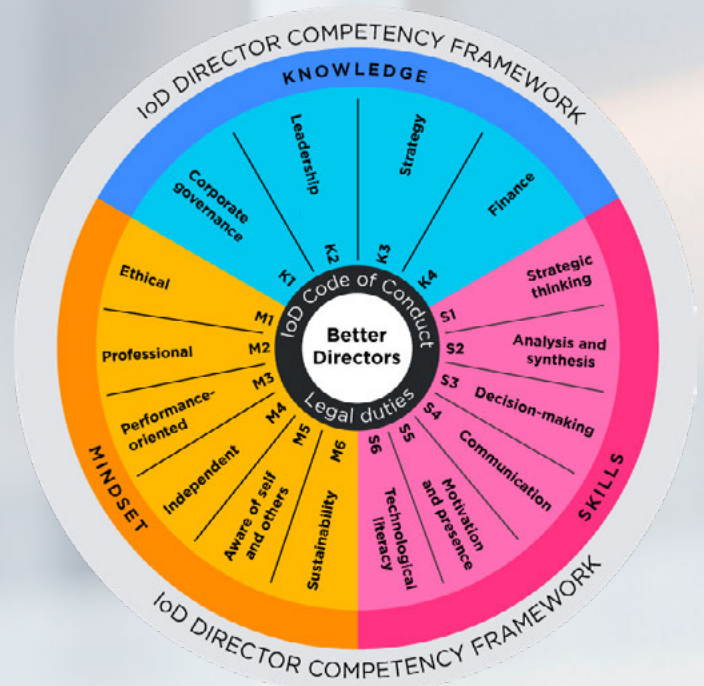 IoD DIRECTOR COMPETENCY FRAMEWORK
KNOWLEDGE
Corporate
governance
K1
Leadership
K2
Strategy
K3
Finance
K4
SKILLS
Strategic
thinking
S1
Analysis and
synthesis
S2
Decision-making
S3
Communication
S4
Motivation
and presence
S5
Technological
literacy
S6
MINDSET
Ethical
M1
Professional
M2
Performance-
oriented
M3
Independent
M4
Aware of self
and others
M5
Sustainability
M6
IoD Code of Conduct
Better
Directors
Legal duties
IoD DIRECTOR COMPETENCY FRAMEWORK